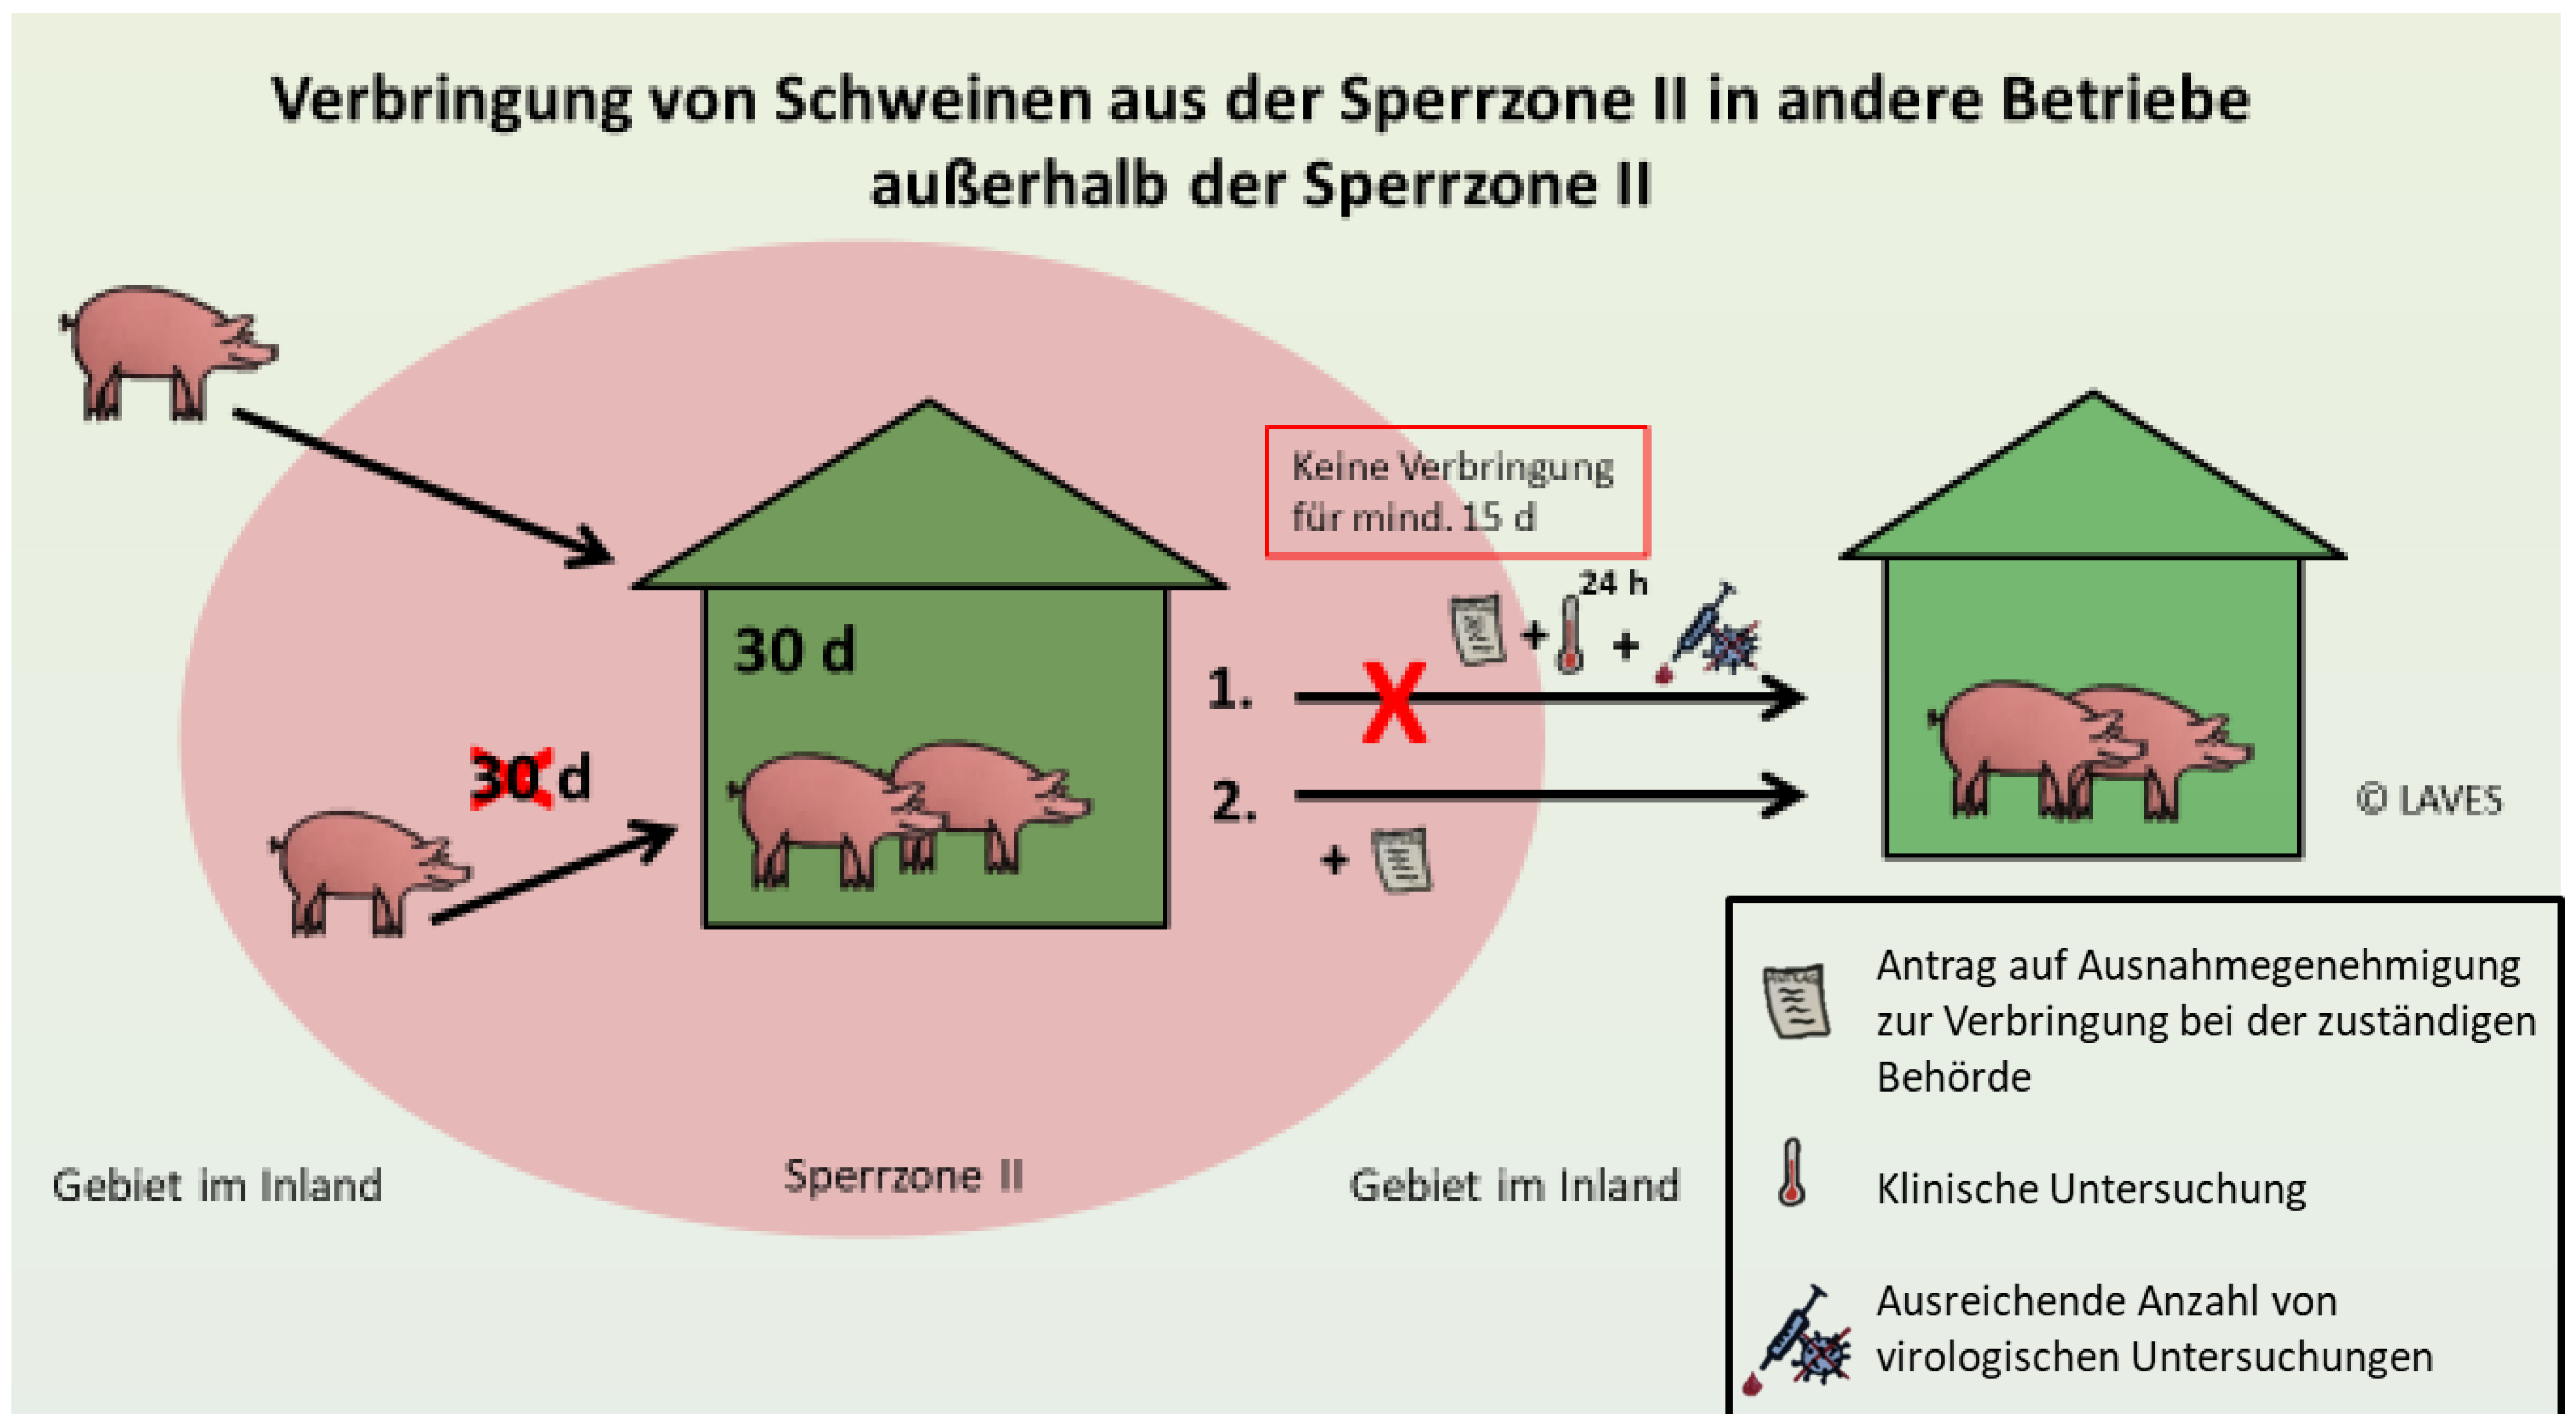 Verbringung von Schweinen aus der Sperrzone II in andere Betriebe
außerhalb der Sperrzone II
Keine Verbringung
für mind. 15 d
24 h
+
+
30 d
1.
X
30 d
2.
+
© LAVES
Gebiet im Inland
Sperrzone II
Gebiet im Inland
Antrag auf Ausnahmegenehmigung
zur Verbringung bei der zuständigen
Behörde
Klinische Untersuchung
Ausreichende Anzahl von
virologischen Untersuchungen